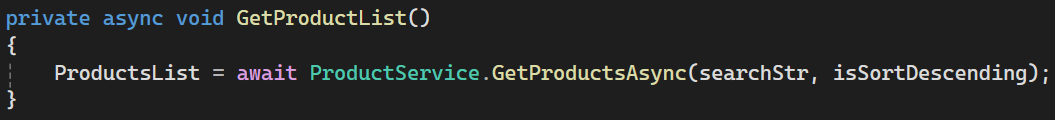 private async void GetProductList()
{
    ProductsList = await ProductService.GetProductsAsync(searchStr, isSortDescending);
}